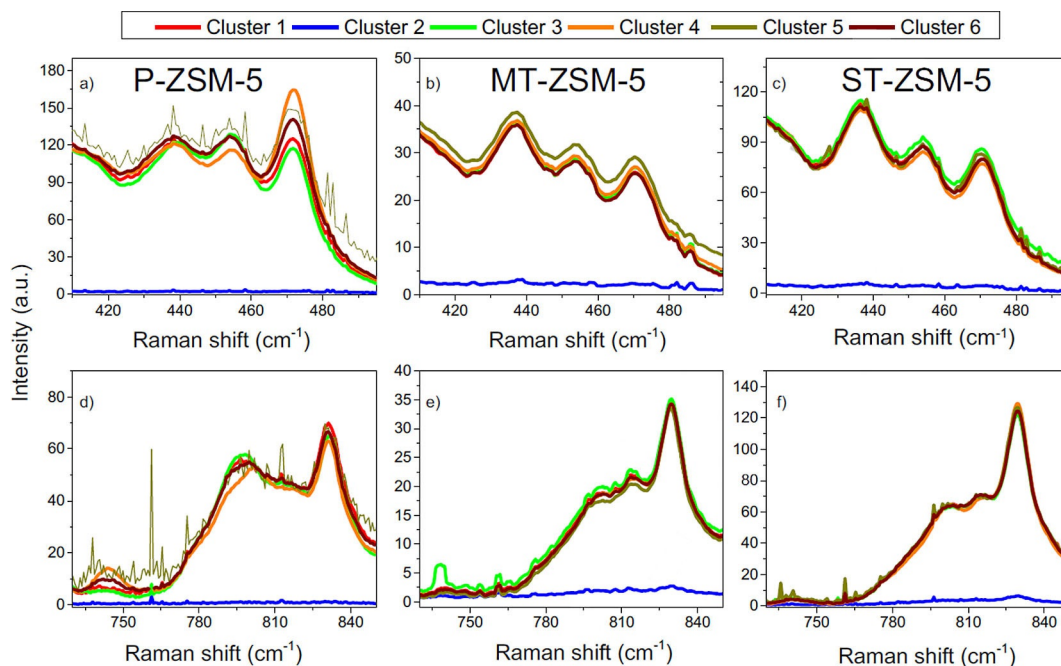 Cluster 1 Cluster 2 Cluster 3 Cluster 4 Cluster 5 Cluster 6
a) P-ZSM-5
180
150
120
90
60
30
0
420 440 460 480
Raman shift (cm-1)
b) MT-ZSM-5
50
40
30
20
10
0
420 440 460 480
Raman shift (cm-1)
c) ST-ZSM-5
150
120
90
60
30
0
420 440 460 480
Raman shift (cm-1)
Intensity (a.u.)
d)
80
60
40
20
0
750 780 810 840
Raman shift (cm-1)
e)
40
35
30
25
20
15
10
5
0
750 780 810 840
Raman shift (cm-1)
f)
140
120
100
80
60
40
20
0
750 780 810 840
Raman shift (cm-1)